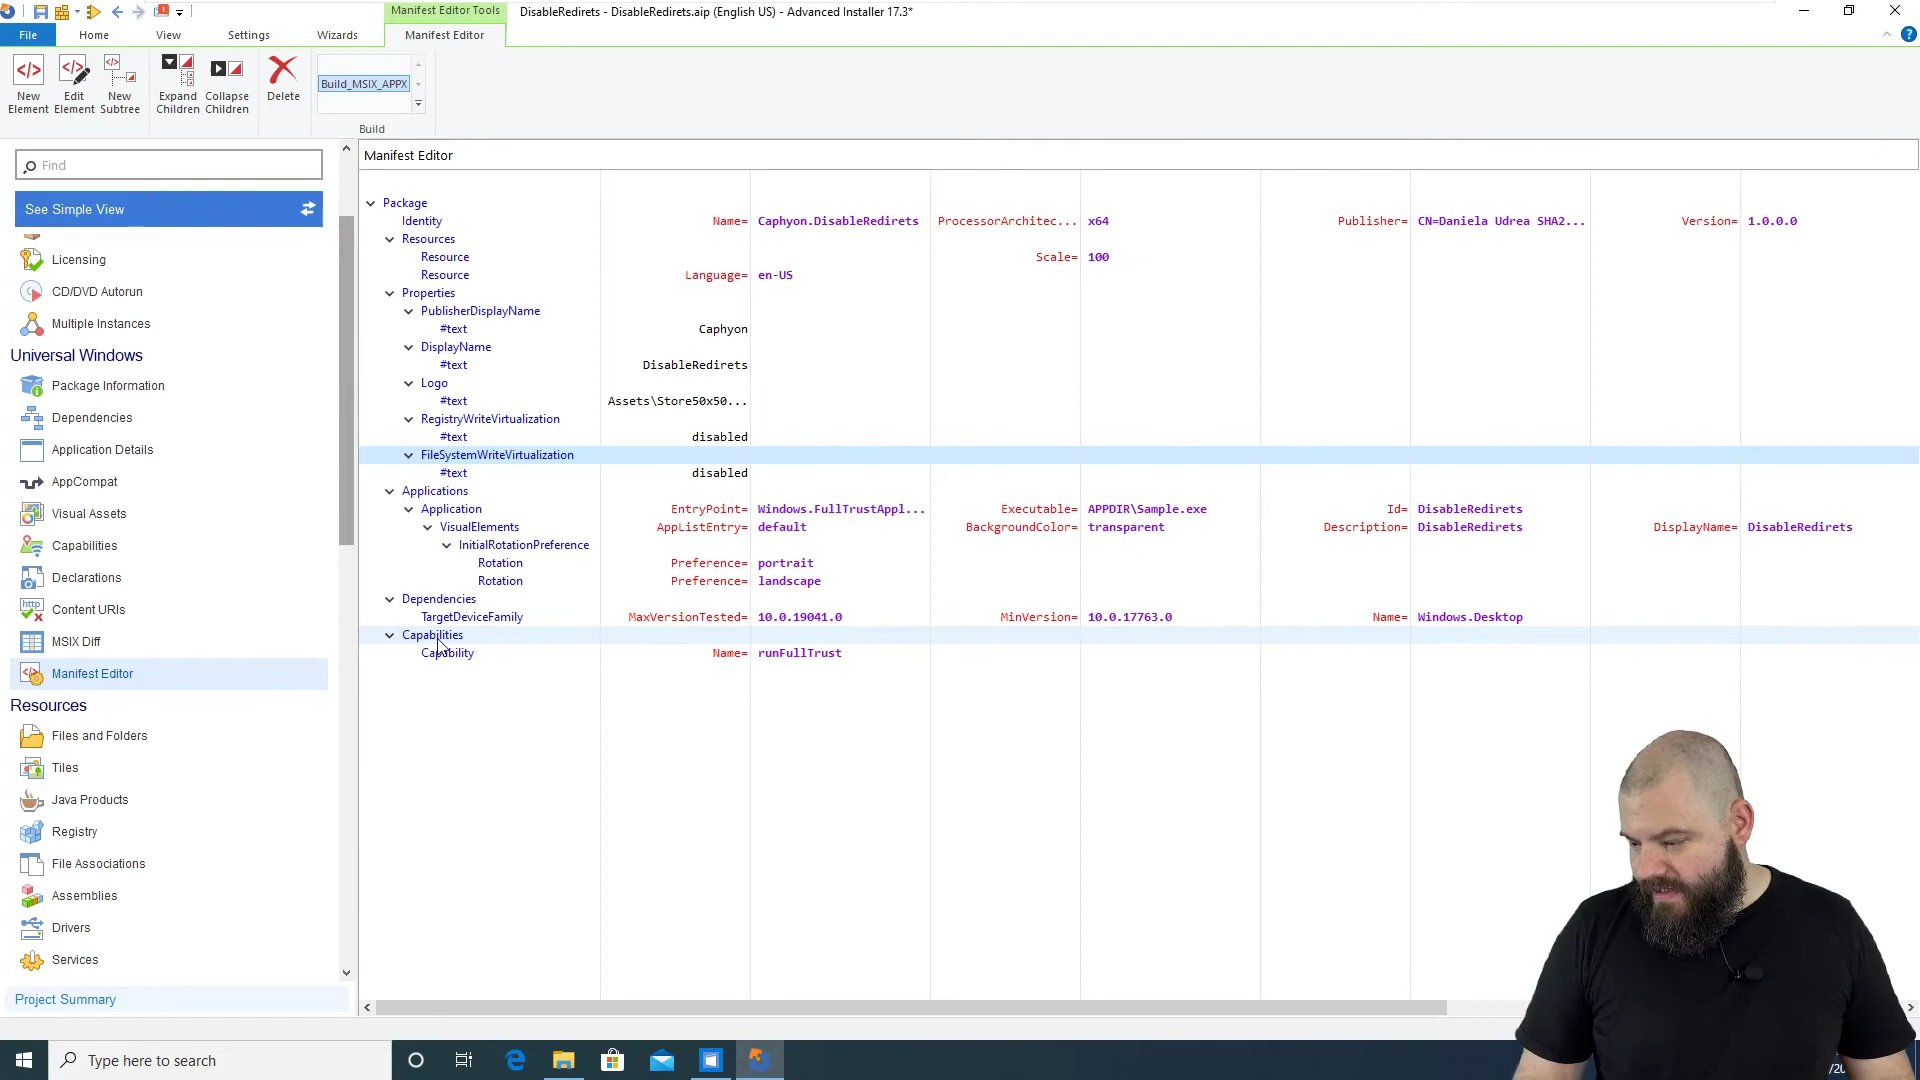 Manifest Editor Tools
DisableRedirets - DisableRedirets.aip (English US) - Advanced Installer 17.3*
File Home View Settings Wizards Manifest Editor
New Element
Edit Element
New Subtree
Expand Children
Collapse Children
Delete
Build_MSIX_APPX
Build
Find
See Simple View
Licensing
CD/DVD Autorun
Multiple Instances
Universal Windows
Package Information
Dependencies
Application Details
AppCompat
Visual Assets
Capabilities
Declarations
Content URIs
MSIX Diff
Manifest Editor
Resources
Files and Folders
Tiles
Java Products
Registry
File Associations
Assemblies
Drivers
Services
Project Summary
Manifest Editor
Package
Identity Name= Caphyon.DisableRedirets ProcessorArchitec... x64 Publisher= CN=Daniela Udrea SHA2... Version= 1.0.0.0
Resources
Resource Scale= 100
Resource Language= en-US
Properties
PublisherDisplayName
#text Caphyon
DisplayName
#text DisableRedirets
Logo
#text Assets\Store50x50...
RegistryWriteVirtualization
#text disabled
FileSystemWriteVirtualization
#text disabled
Applications
Application EntryPoint= Windows.FullTrustAppl... Executable= APPDIR\Sample.exe Id= DisableRedirets
VisualElements AppListEntry= default BackgroundColor= transparent Description= DisableRedirets DisplayName= DisableRedirets
InitialRotationPreference
Rotation Preference= portrait
Rotation Preference= landscape
Dependencies
TargetDeviceFamily MaxVersionTested= 10.0.19041.0 MinVersion= 10.0.17763.0 Name= Windows.Desktop
Capabilities
Capability Name= runFullTrust
Type here to search